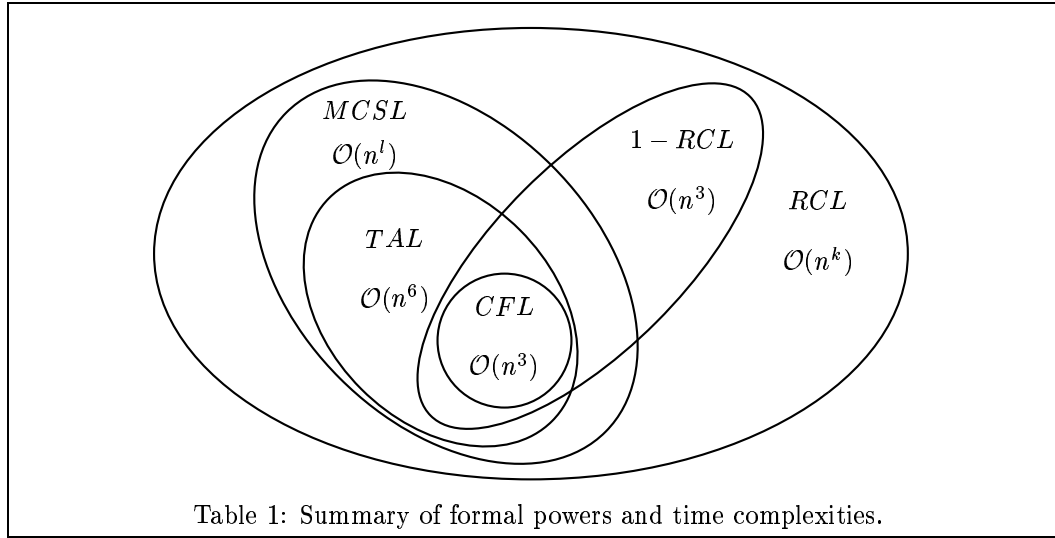 MCSL
𝒪(n^l)
1 − RCL
𝒪(n^3)
RCL
𝒪(n^k)
TAL
𝒪(n^6)
CFL
𝒪(n^3)
Table 1: Summary of formal powers and time complexities.